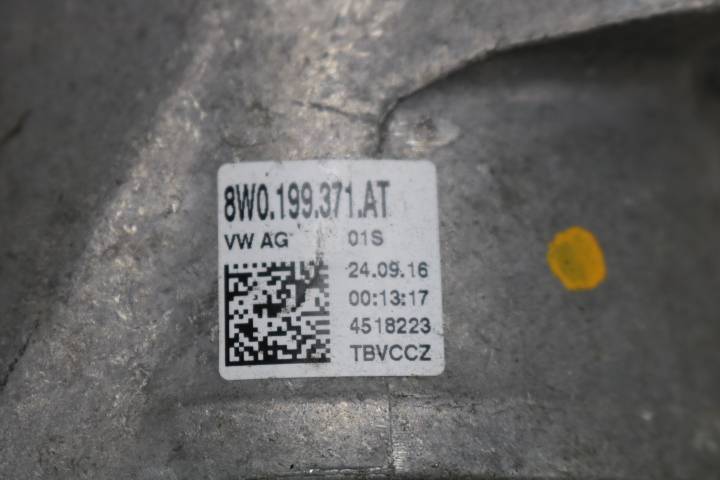 8W0.199.371.AT
VW AG 01S
24.09.16
00:13:17
4518223
TBVCCZ